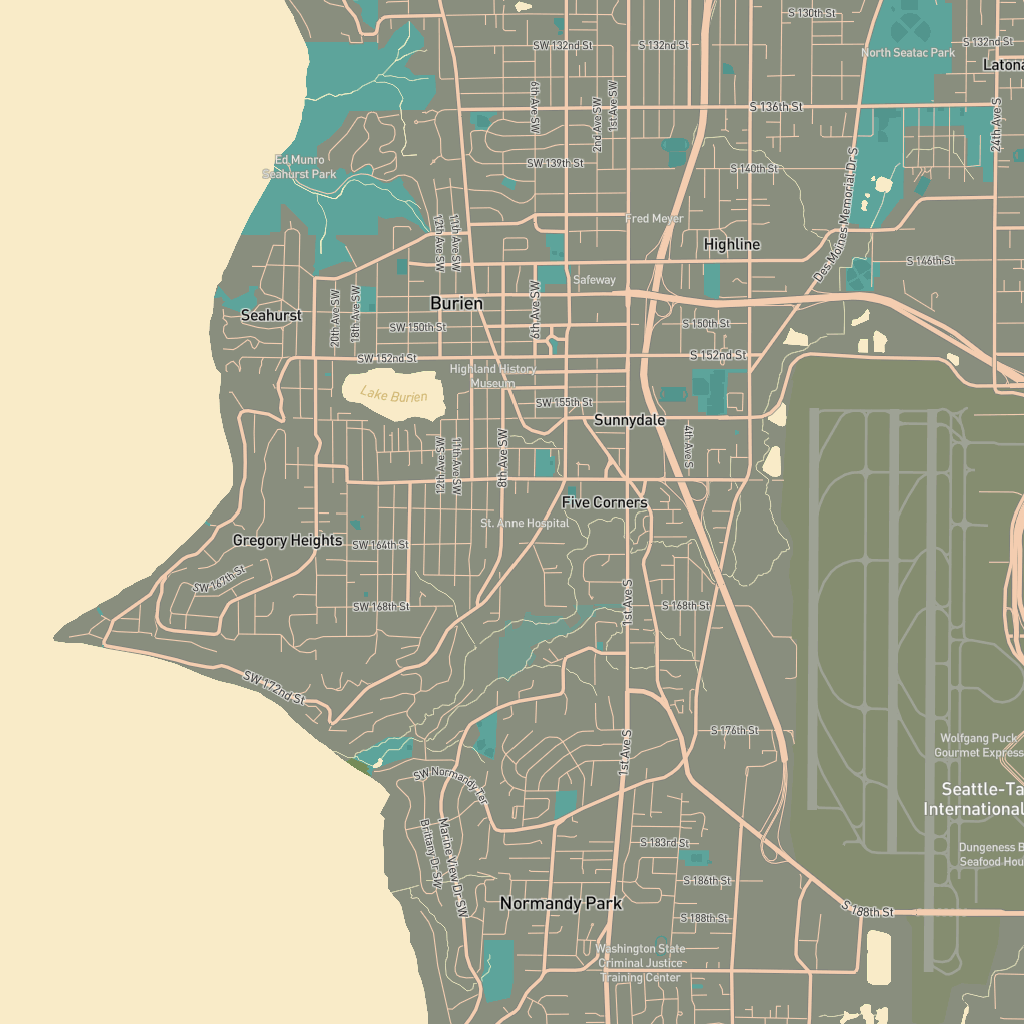 S 130th St
SW 132nd St
S 132nd St
S 132nd St
North Seatac Park
Latona
6th Ave SW
2nd Ave SW
1st Ave SW
S 136th St
24th Ave S
Ed Munro
Seahurst Park
SW 139th St
S 140th St
Des Moines Memorial Dr S
12th Ave SW
11th Ave SW
Fred Meyer
Highline
S 146th St
Safeway
20th Ave SW
18th Ave SW
Burien
6th Ave SW
Seahurst
SW 150th St
S 150th St
SW 152nd St
S 152nd St
Highland History
Museum
Lake Burien
SW 155th St
Sunnydale
4th Ave S
12th Ave SW
11th Ave SW
8th Ave SW
Five Corners
St. Anne Hospital
Gregory Heights
SW 164th St
SW 167th St
SW 168th St
S 168th St
1st Ave S
SW 172nd St
S 176th St
1st Ave S
Wolfgang Puck
Gourmet Express
SW Normandy Ter
Seattle-Ta
International
Marine View Dr SW
Brittany Dr SW
S 183rd St
Dungeness B
Seafood Hou
S 186th St
Normandy Park
S 188th St
S 188th St
Washington State
Criminal Justice
Training Center